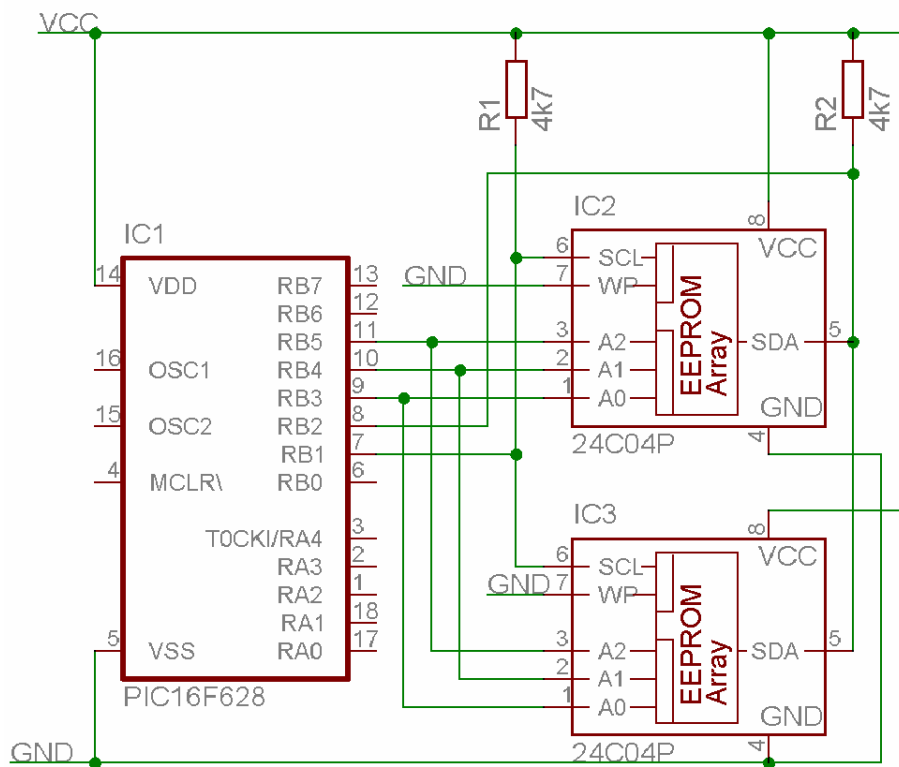 VCC
R1
4k7
R2
4k7
IC1
14 VDD
16 OSC1
15 OSC2
4 MCLR\
5 VSS
RB7 13
RB6 12
RB5 11
RB4 10
RB3 9
RB2 8
RB1 7
RB0 6
T0CKI/RA4 3
RA3 2
RA2 1
RA1 18
RA0 17
PIC16F628
GND
IC2
8
VCC
6 SCL
GND 7 WP
3 A2
2 A1
1 A0
EEPROM
Array
SDA 5
GND
4
24C04P
IC3
8
VCC
6 SCL
GND 7 WP
3 A2
2 A1
1 A0
EEPROM
Array
SDA 5
GND
4
24C04P